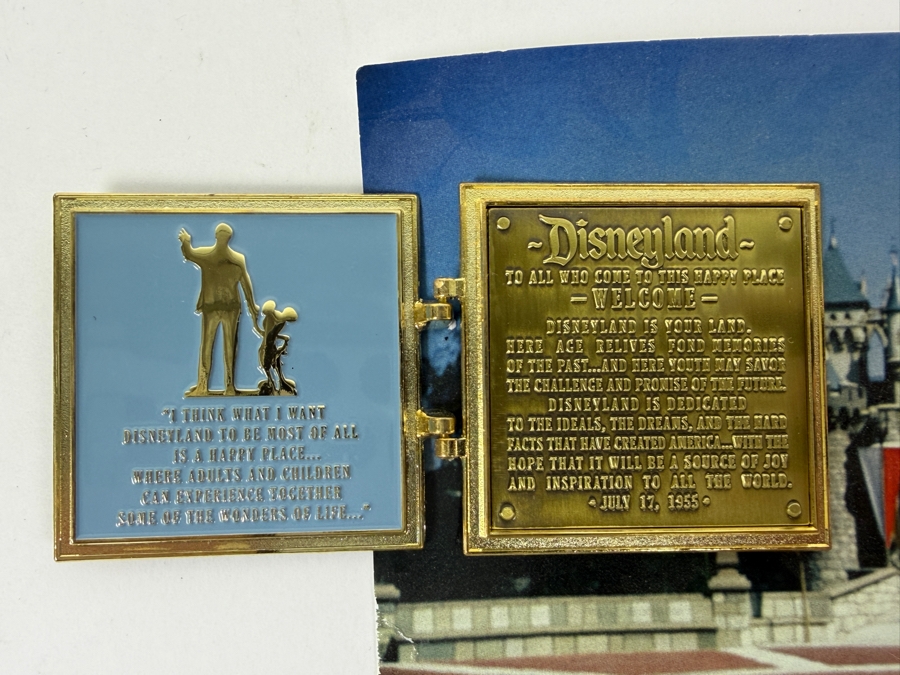 "I THINK WHAT I WANT
DISNEYLAND TO BE MOST OF ALL
IS A HAPPY PLACE...
WHERE ADULTS AND CHILDREN
CAN EXPERIENCE TOGETHER
SOME OF THE WONDERS OF LIFE..."
-Disneyland-
TO ALL WHO COME TO THIS HAPPY PLACE
-WELCOME-
DISNEYLAND IS YOUR LAND.
HERE AGE RELIVES FOND MEMORIES
OF THE PAST...AND HERE YOUTH MAY SAVOR
THE CHALLENGE AND PROMISE OF THE FUTURE.
DISNEYLAND IS DEDICATED
TO THE IDEALS, THE DREAMS, AND THE HARD
FACTS THAT HAVE CREATED AMERICA...WITH THE
HOPE THAT IT WILL BE A SOURCE OF JOY
AND INSPIRATION TO ALL THE WORLD.
• JULY 17, 1955 •